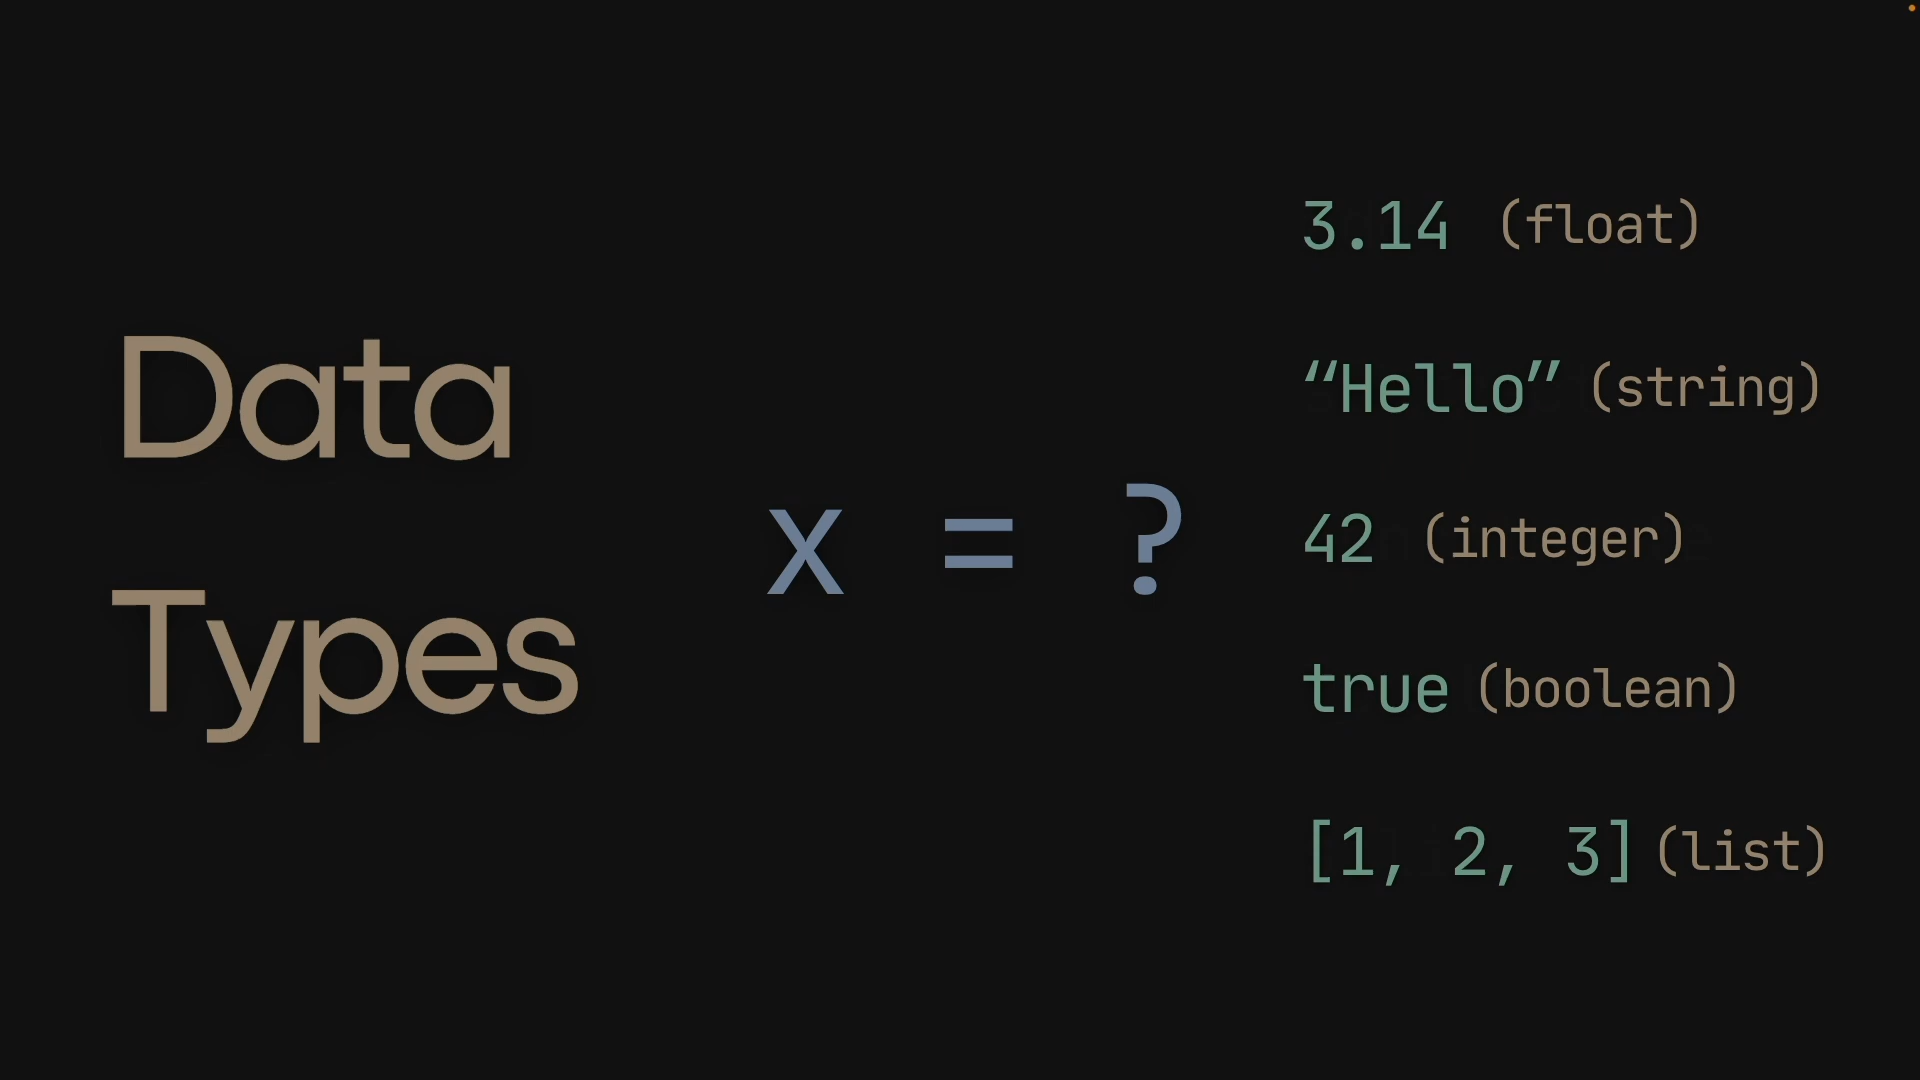 Data
Types
x = ?
3.14 (float)
“Hello” (string)
42 (integer)
true (boolean)
[1, 2, 3] (list)